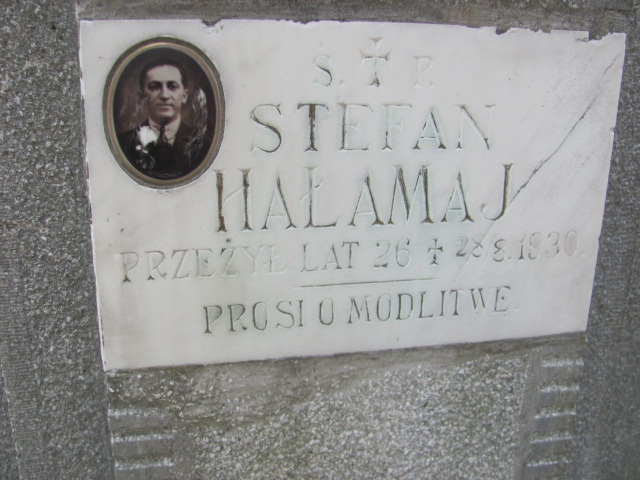 Ś. ✝ P.
STEFAN
HAŁAMAJ
PRZEŻYŁ LAT 26 ✝ 28/8.1930.
PROSI O MODLITWĘ